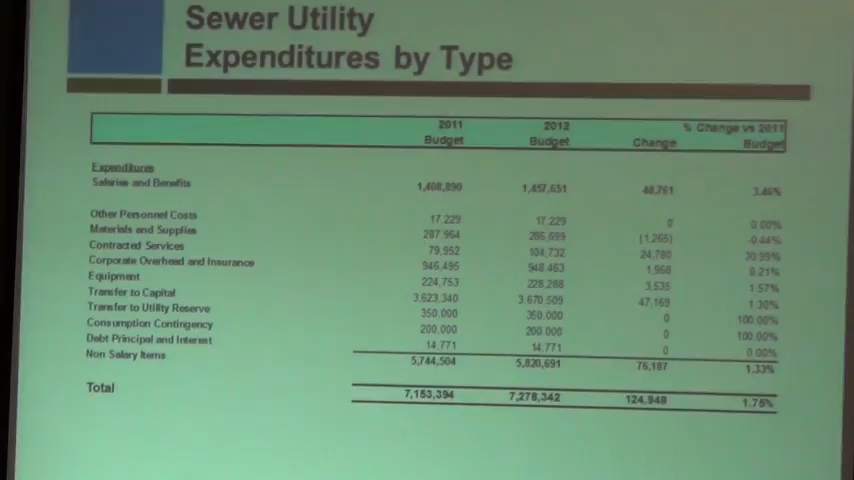 Sewer Utility
Expenditures by Type
2011 2012 % Change vs 2011
Budget Budget Change Budget
Expenditures
Salaries and Benefits 1,408,890 1,457,651 48,761 3.46%
Other Personnel Costs 17,229 17,229 0 0.00%
Materials and Supplies 287,964 286,699 (1,265) -0.44%
Contracted Services 79,952 104,732 24,780 30.99%
Corporate Overhead and Insurance 946,495 948,463 1,968 0.21%
Equipment 224,753 228,288 3,535 1.57%
Transfer to Capital 3,623,340 3,670,509 47,169 1.30%
Transfer to Utility Reserve 350,000 350,000 0 100.00%
Consumption Contingency 200,000 200,000 0 100.00%
Debt Principal and Interest 14,771 14,771 0 0.00%
Non Salary Items 5,744,504 5,820,691 76,187 1.33%
Total 7,153,394 7,278,342 124,948 1.75%